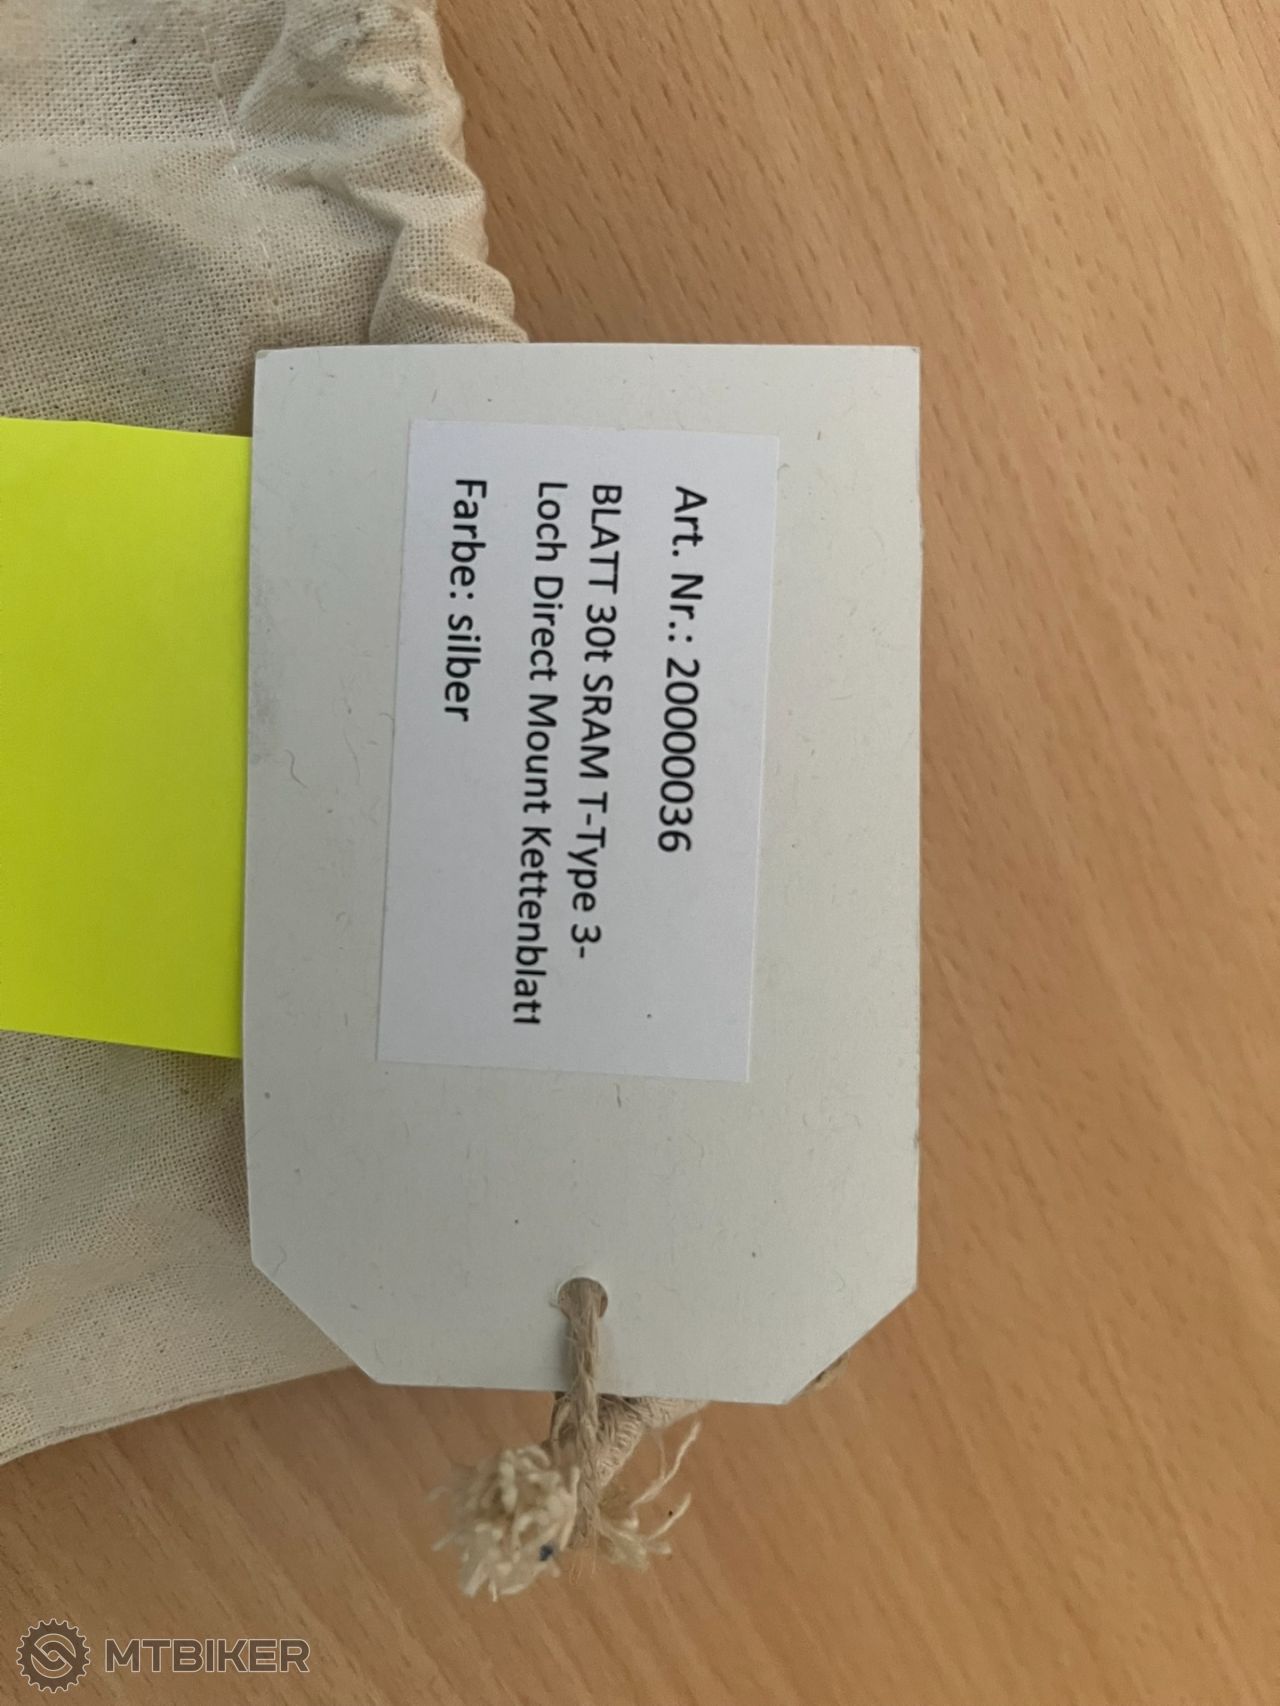 Art. Nr.: 20000036
BLATT 30t SRAM T-Type 3-
Loch Direct Mount Kettenblatt
Farbe: silber
MTBIKER